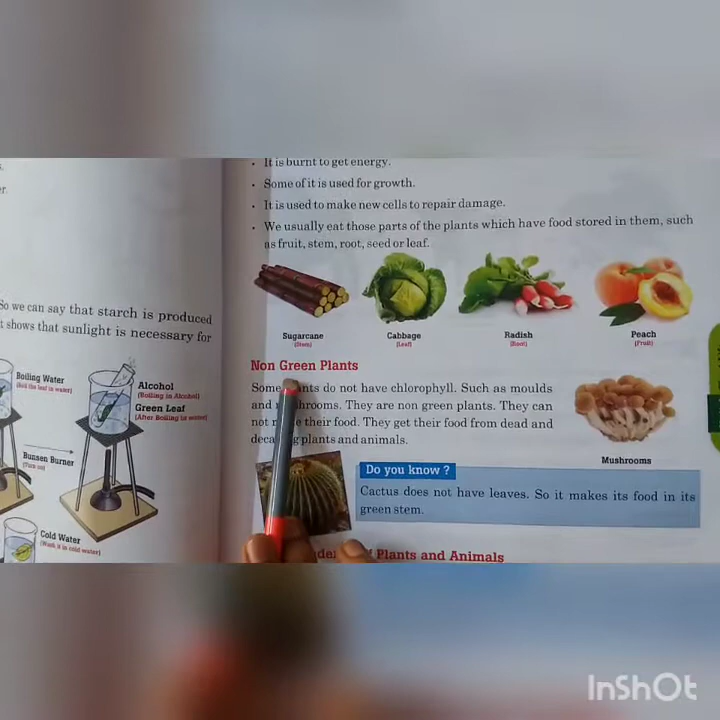 s.
er.
So we can say that starch is produced
t shows that sunlight is necessary for
Boiling Water
(Boil the leaf in water)
Alcohol
(Boiling in Alcohol)
Green Leaf
(After Boiling in water)
Bunsen Burner
(Turn on)
Cold Water
(Wash it in cold water)
• It is burnt to get energy.
• Some of it is used for growth.
• It is used to make new cells to repair damage.
• We usually eat those parts of the plants which have food stored in them, such
as fruit, stem, root, seed or leaf.
Sugarcane
(Stem)
Cabbage
(Leaf)
Radish
(Root)
Peach
(Fruit)
Non Green Plants
Some nts do not have chlorophyll. Such as moulds
and hrooms. They are non green plants. They can
not their food. They get their food from dead and
deca g plants and animals.
Mushrooms
Do you know ?
Cactus does not have leaves. So it makes its food in its
green stem.
Plants and Animals
InShOt